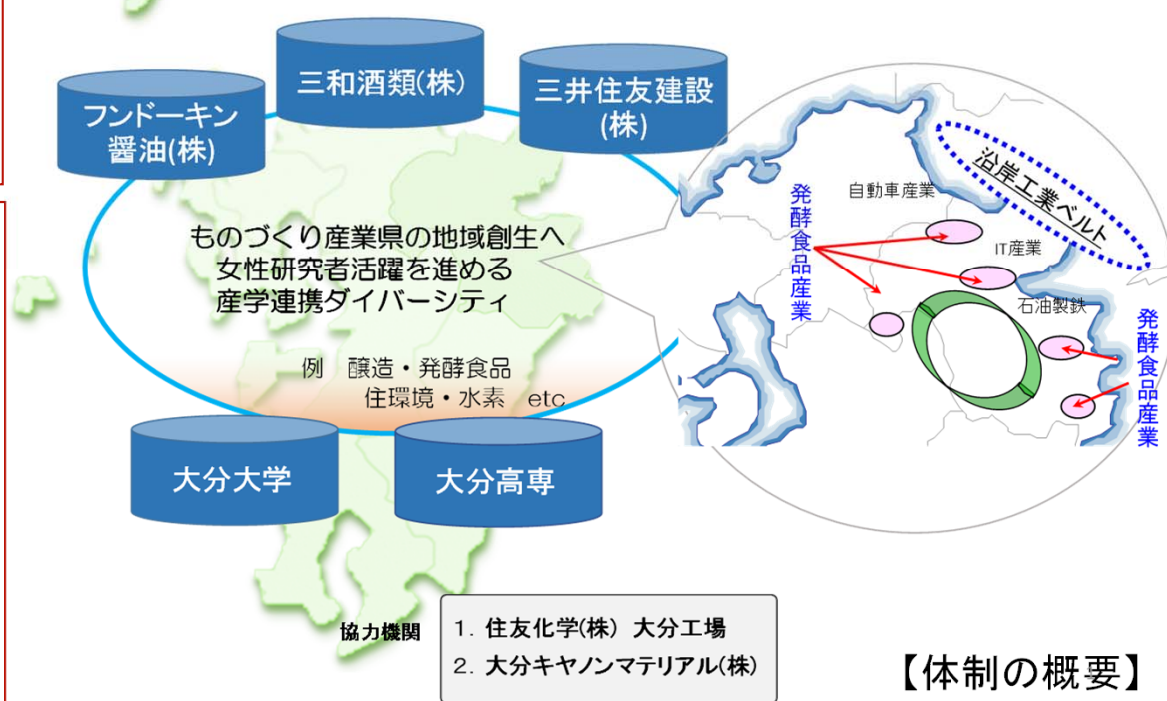 三和酒類(株)
フンドーキン
醤油(株)
三井住友建設
(株)
ものづくり産業県の地域創生へ
女性研究者活躍を進める
産学連携ダイバーシティ
例 醸造・発酵食品
住環境・水素 etc
大分大学
大分高専
沿岸工業ベルト
自動車産業
発酵食品産業
IT産業
石油製鉄
発酵食品産業
協力機関
1. 住友化学(株) 大分工場
2. 大分キヤノンマテリアル(株)
【体制の概要】